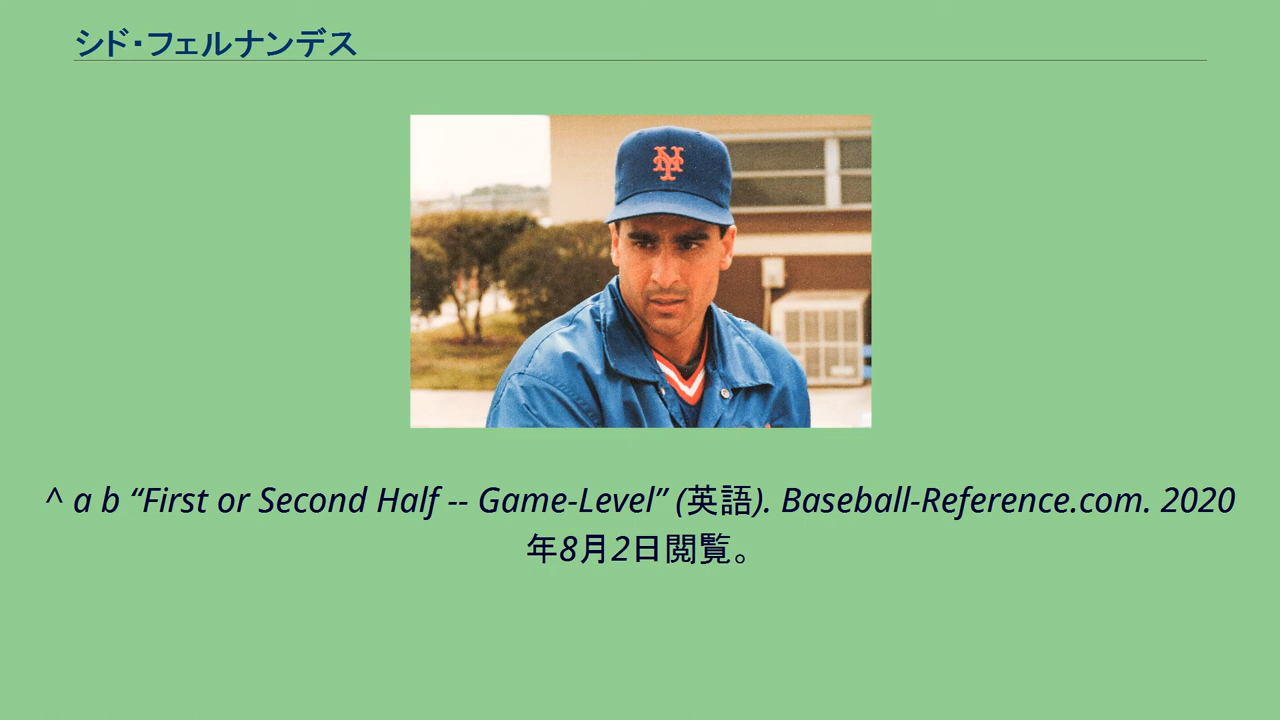 シド・フェルナンデス
NY
^ a b “First or Second Half -- Game-Level” (英語). Baseball-Reference.com. 2020
年8月2日閲覧。